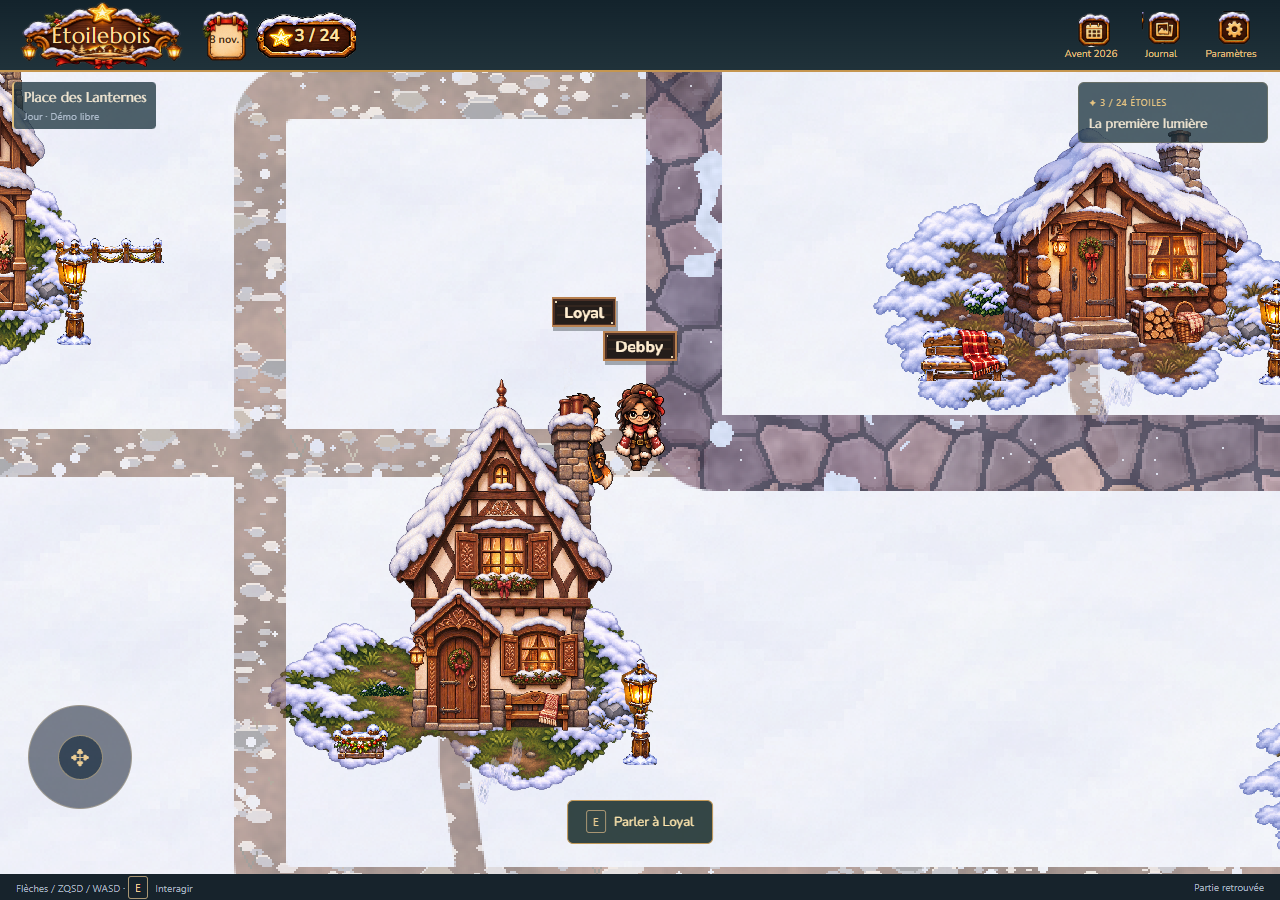 Etoilebois
8 nov.
3 / 24
Avent 2026
Journal
Paramètres
Place des Lanternes
Jour · Démo libre
✦ 3 / 24 ÉTOILES
La première lumière
Loyal
Debby
E Parler à Loyal
Flèches / ZQSD / WASD · E Interagir
Partie retrouvée